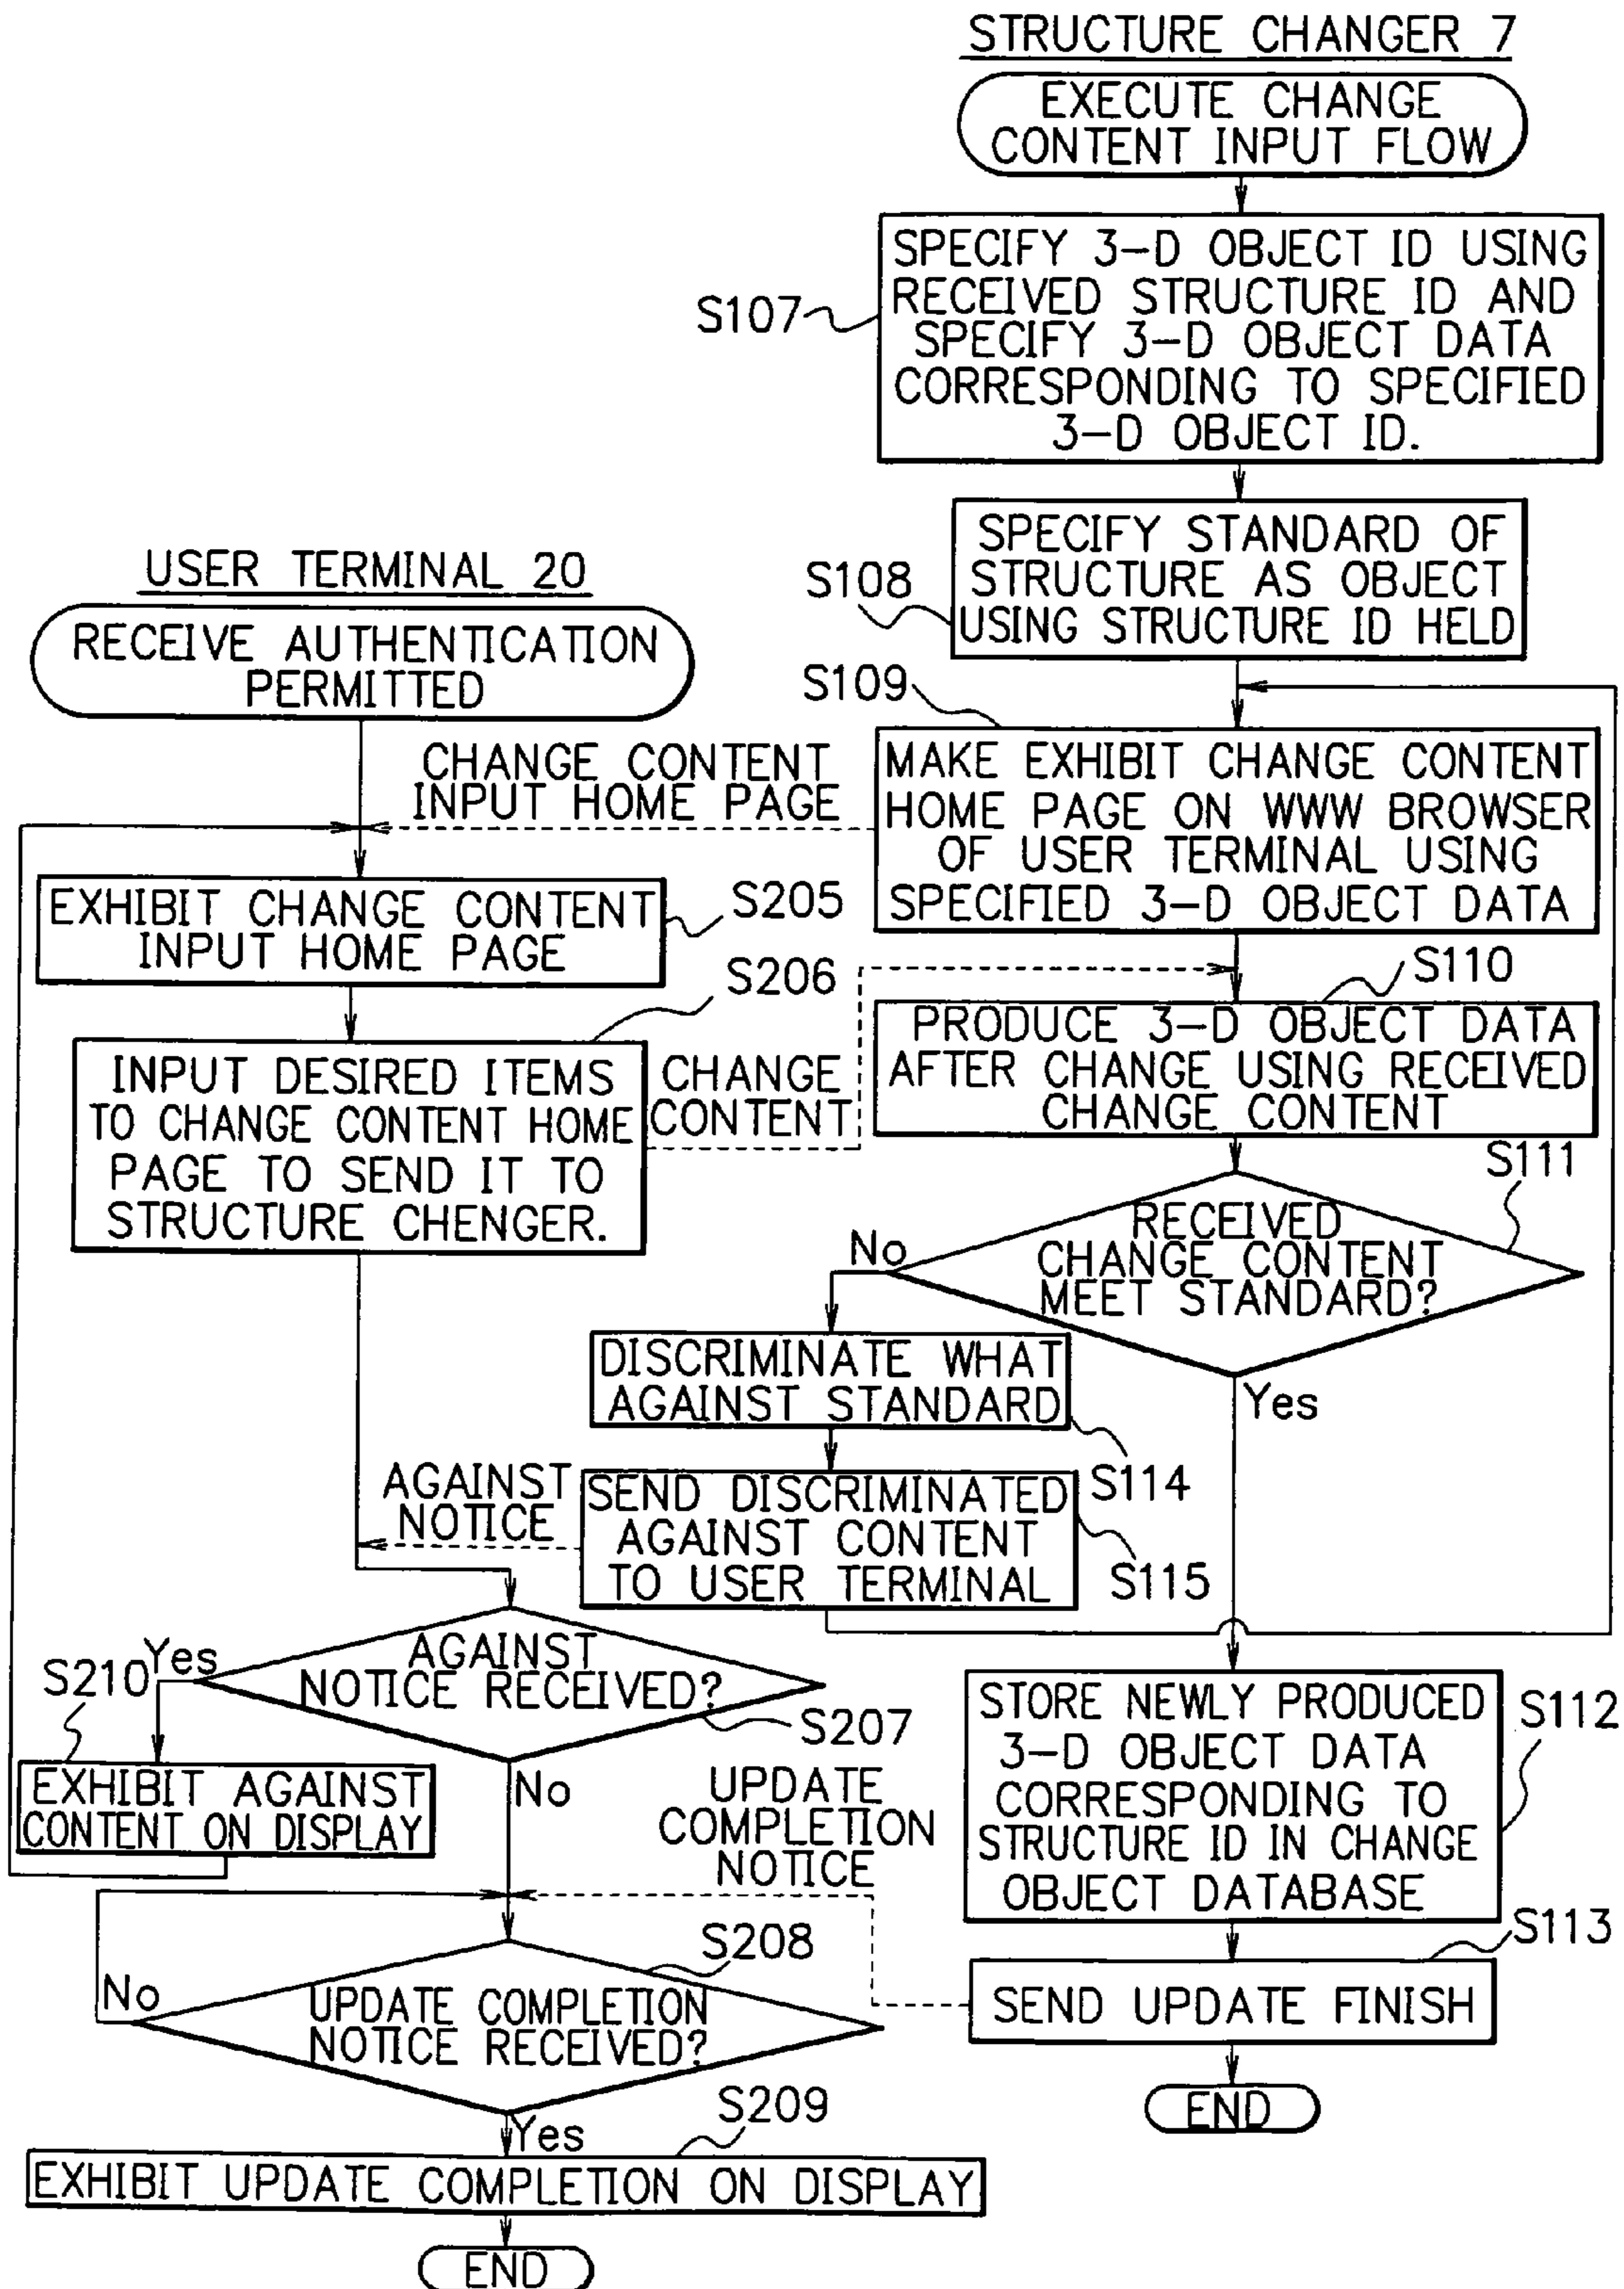 STRUCTURE CHANGER 7
EXECUTE CHANGE
CONTENT INPUT FLOW
SPECIFY 3-D OBJECT ID USING
RECEIVED STRUCTURE ID AND
SPECIFY 3-D OBJECT DATA
CORRESPONDING TO SPECIFIED
3-D OBJECT ID.
S107
SPECIFY STANDARD OF
STRUCTURE AS OBJECT
USING STRUCTURE ID HELD
S108
USER TERMINAL 20
RECEIVE AUTHENTICATION
PERMITTED
S109
MAKE EXHIBIT CHANGE CONTENT
HOME PAGE ON WWW BROWSER
OF USER TERMINAL USING
SPECIFIED 3-D OBJECT DATA
CHANGE CONTENT
INPUT HOME PAGE
EXHIBIT CHANGE CONTENT
INPUT HOME PAGE
S205
S206
INPUT DESIRED ITEMS
TO CHANGE CONTENT HOME
PAGE TO SEND IT TO
STRUCTURE CHENGER.
CHANGE
CONTENT
S110
PRODUCE 3-D OBJECT DATA
AFTER CHANGE USING RECEIVED
CHANGE CONTENT
S111
RECEIVED
CHANGE CONTENT
MEET STANDARD?
No
Yes
DISCRIMINATE WHAT
AGAINST STANDARD
S114
SEND DISCRIMINATED
AGAINST CONTENT
TO USER TERMINAL
S115
AGAINST
NOTICE
AGAINST
NOTICE RECEIVED?
S207
Yes
No
S210
EXHIBIT AGAINST
CONTENT ON DISPLAY
STORE NEWLY PRODUCED
3-D OBJECT DATA
CORRESPONDING TO
STRUCTURE ID IN CHANGE
OBJECT DATABASE
S112
UPDATE
COMPLETION
NOTICE
S113
SEND UPDATE FINISH
END
S208
UPDATE COMPLETION
NOTICE RECEIVED?
No
Yes
S209
EXHIBIT UPDATE COMPLETION ON DISPLAY
END